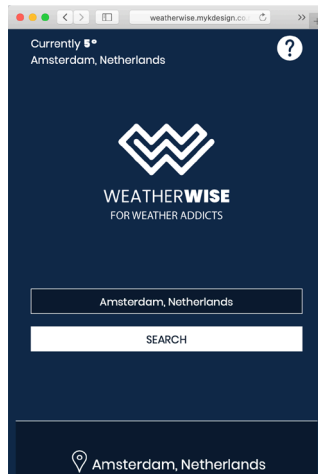 weatherwise.mykdesign.co
Currently 5°
Amsterdam, Netherlands
?
WEATHERWISE
FOR WEATHER ADDICTS
Amsterdam, Netherlands
SEARCH
Amsterdam, Netherlands